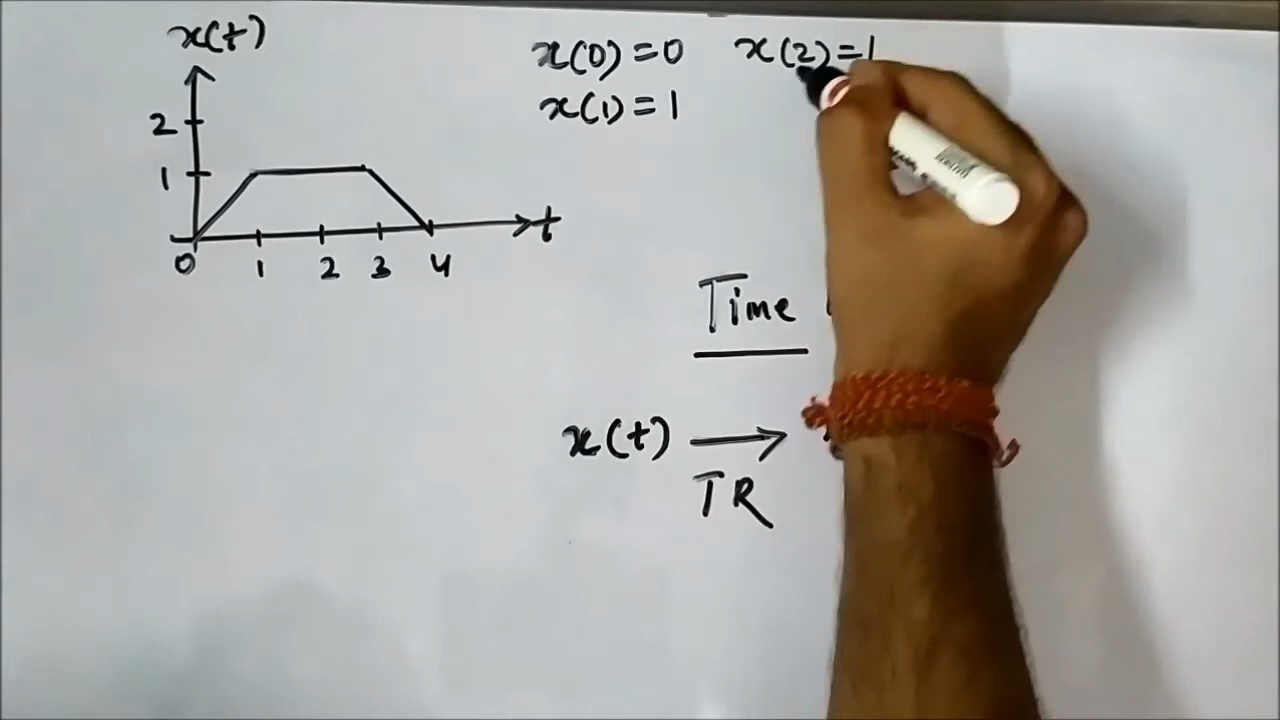 x(t)
2
1
0 1 2 3 4 t
x(0)=0 x(2)=1
x(1)=1
Time
x(t) →
TR